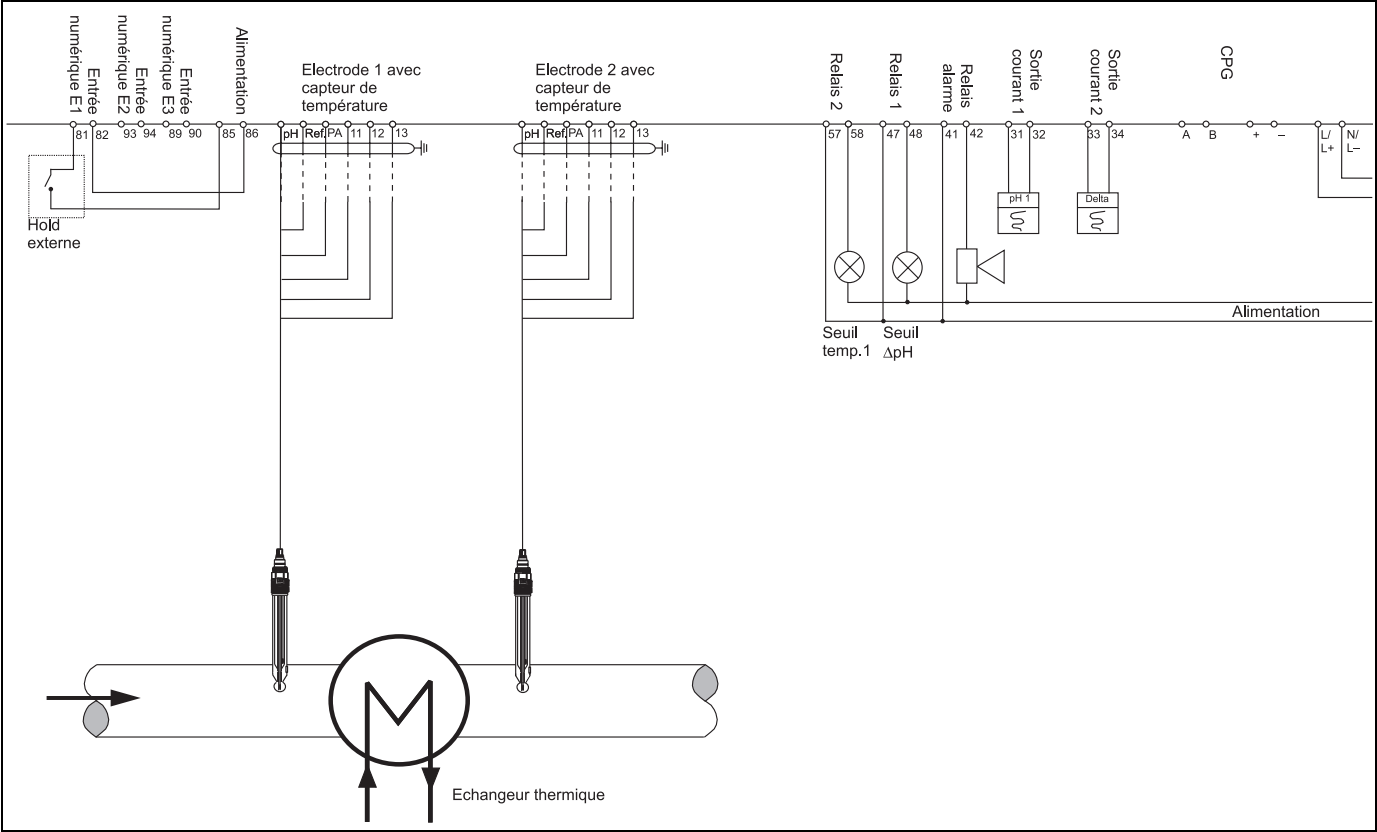 Entrée
numérique E1
Entrée
numérique E2
Entrée
numérique E3
Alimentation
Electrode 1 avec
capteur de
température
Electrode 2 avec
capteur de
température
Relais 2
Relais 1
Relais
alarme
Sortie
courant 1
Sortie
courant 2
CPG
81 82 93 94 89 90 85 86
pH Ref. PA 11 12 13
pH Ref. PA 11 12 13
57 58 47 48 41 42 31 32 33 34 A B + – L/ N/
L+ L–
pH 1
Delta
Hold
externe
Alimentation
Seuil
temp.1
Seuil
ΔpH
Echangeur thermique